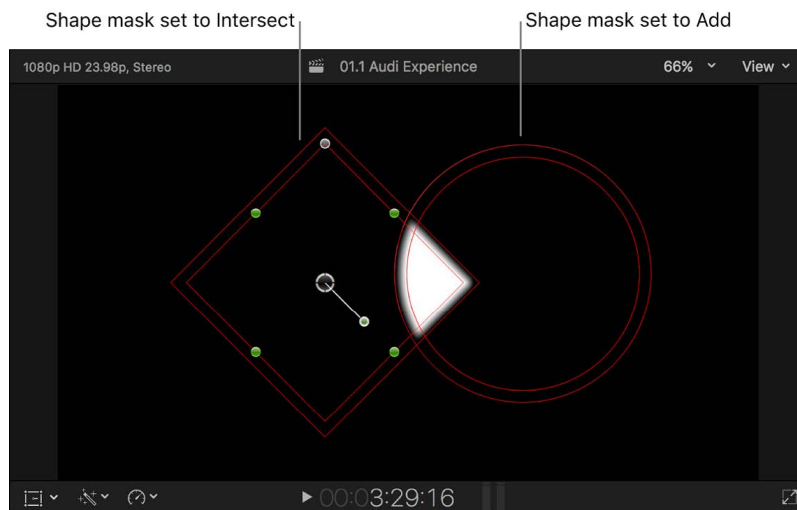 Shape mask set to Intersect
Shape mask set to Add
1080p HD 23.98p, Stereo
01.1 Audi Experience
66%
View
00:03:29:16